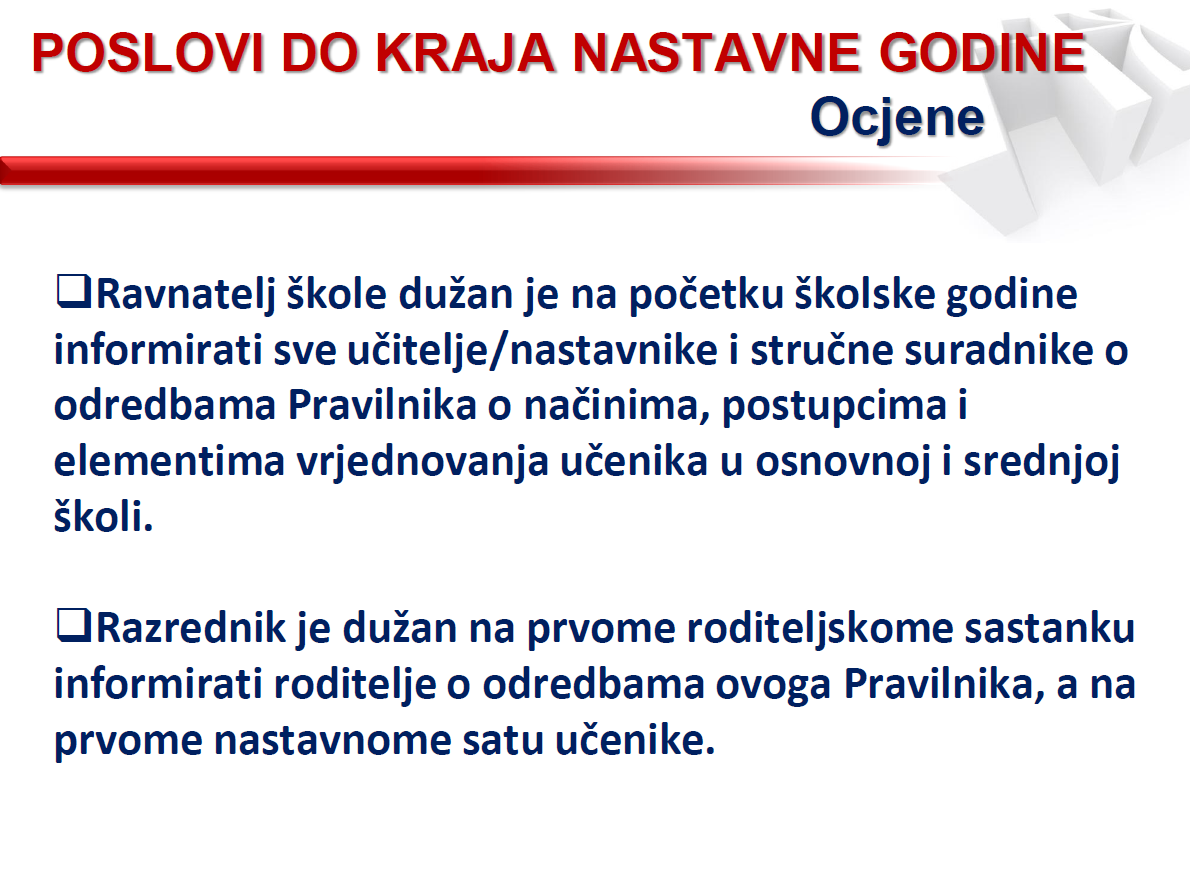 POSLOVI DO KRAJA NASTAVNE GODINE
Ocjene
❑Ravnatelj škole dužan je na početku školske godine
informirati sve učitelje/nastavnike i stručne suradnike o
odredbama Pravilnika o načinima, postupcima i
elementima vrjednovanja učenika u osnovnoj i srednjoj
školi.
❑Razrednik je dužan na prvome roditeljskome sastanku
informirati roditelje o odredbama ovoga Pravilnika, a na
prvome nastavnome satu učenike.